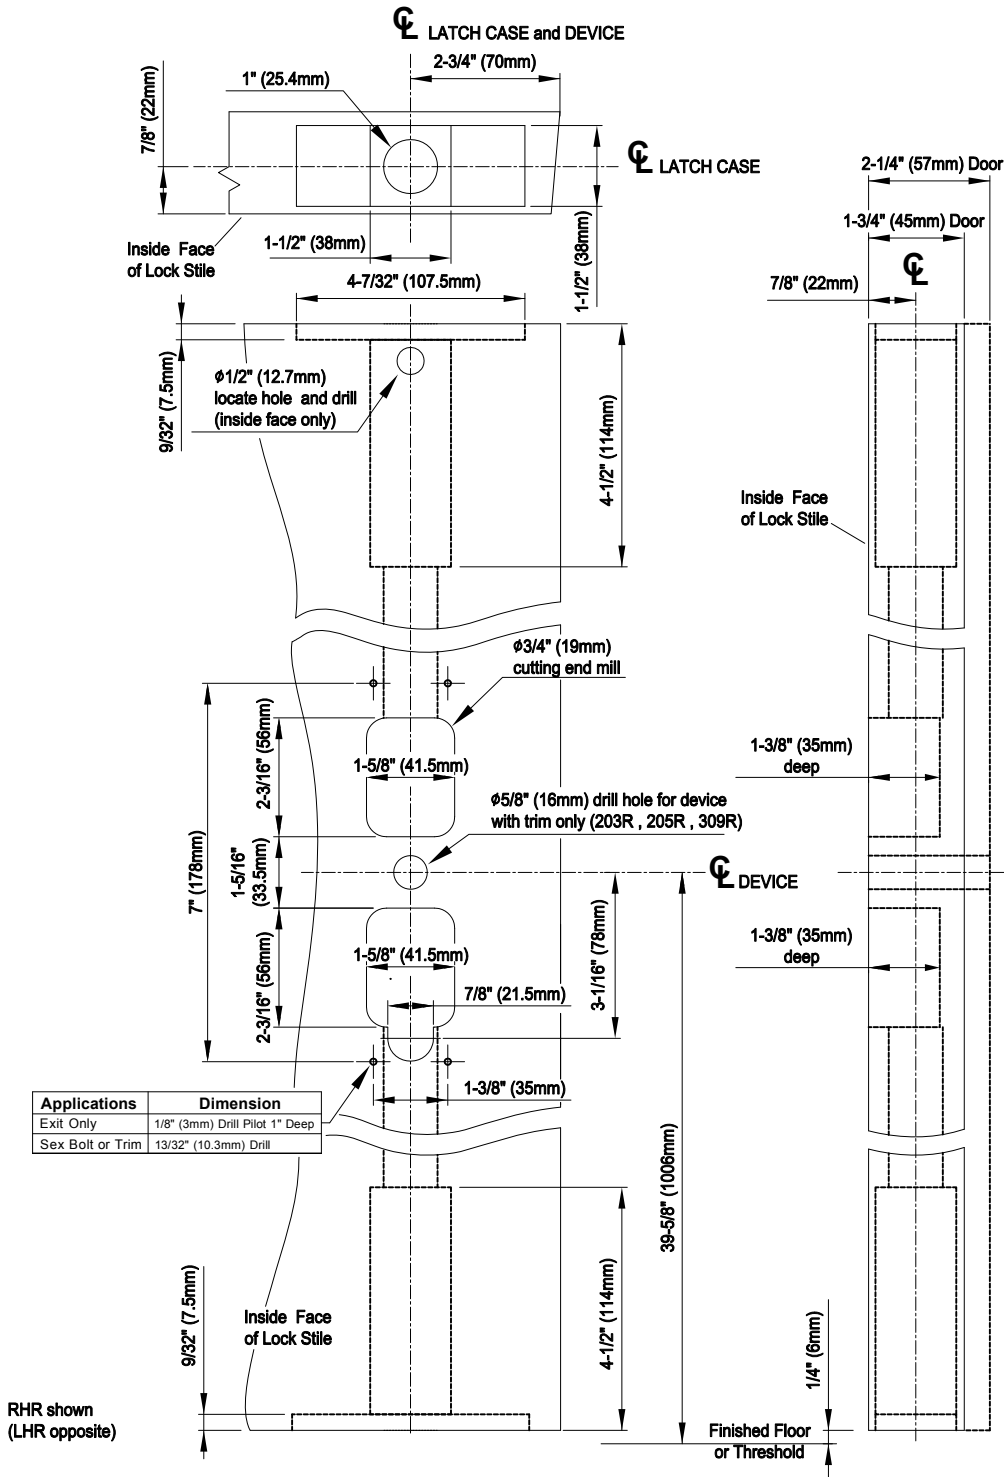 ℄ LATCH CASE and DEVICE
2-3/4" (70mm)
1" (25.4mm)
7/8" (22mm)
℄ LATCH CASE
2-1/4" (57mm) Door
1-3/4" (45mm) Door
℄
7/8" (22mm)
Inside Face
of Lock Stile
1-1/2" (38mm)
1-1/2" (38mm)
4-7/32" (107.5mm)
9/32" (7.5mm)
ϕ1/2" (12.7mm)
locate hole and drill
(inside face only)
4-1/2" (114mm)
Inside Face
of Lock Stile
ϕ3/4" (19mm)
cutting end mill
2-3/16" (56mm)
1-5/8" (41.5mm)
1-3/8" (35mm)
deep
ϕ5/8" (16mm) drill hole for device
with trim only (203R , 205R , 309R)
7" (178mm)
1-5/16"
(33.5mm)
℄ DEVICE
2-3/16" (56mm)
1-5/8" (41.5mm)
3-1/16" (78mm)
1-3/8" (35mm)
deep
7/8" (21.5mm)
1-3/8" (35mm)
Applications Dimension
Exit Only 1/8" (3mm) Drill Pilot 1" Deep
Sex Bolt or Trim 13/32" (10.3mm) Drill
39-5/8" (1006mm)
9/32" (7.5mm)
Inside Face
of Lock Stile
4-1/2" (114mm)
1/4" (6mm)
RHR shown
(LHR opposite)
Finished Floor
or Threshold